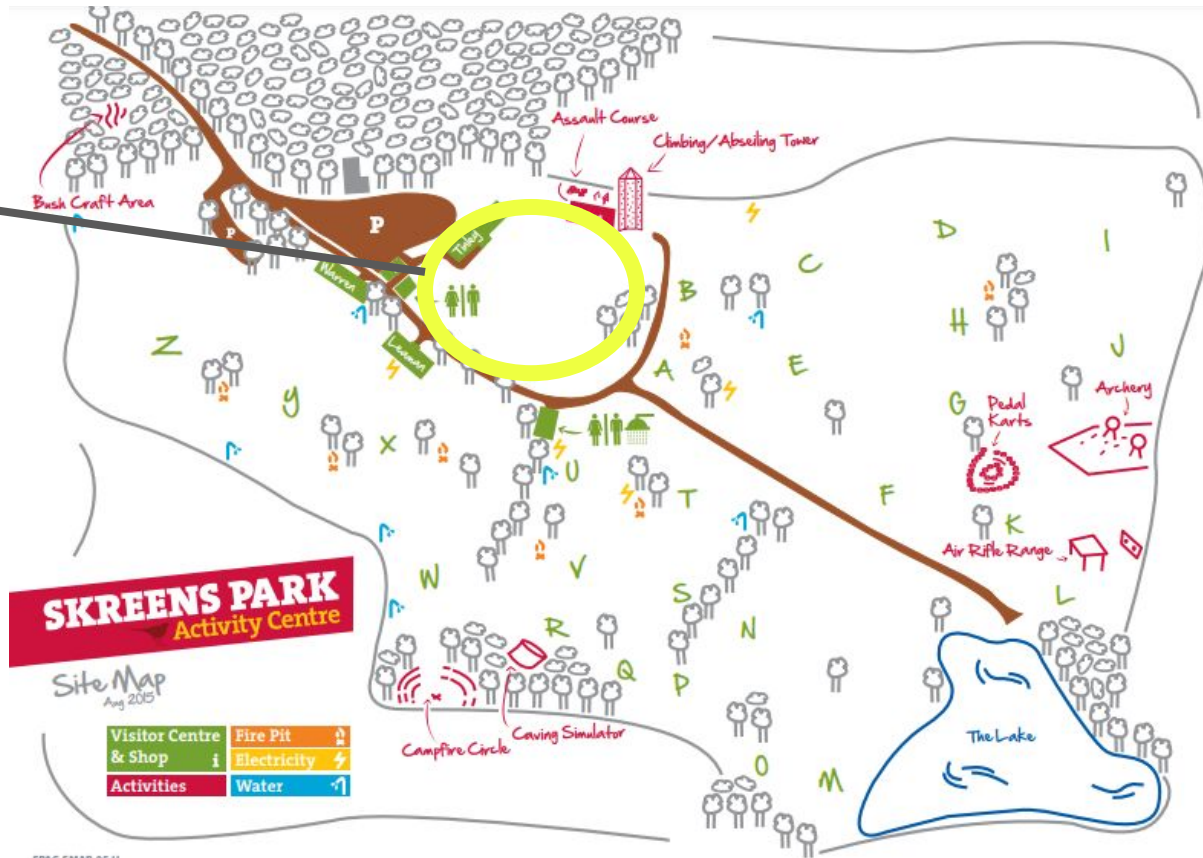 Assault Course
Climbing/Abseiling Tower
Bush Craft Area
P
P
Tinley
Warren
Leaman
D
I
C
B
H
J
Z
A
E
Archery
G
Pedal
Karts
Y
X
U
T
F
K
Air Rifle Range
W
V
S
L
N
R
Q
P
SKREENS PARK
Activity Centre
Site Map
Aug 2015
Visitor Centre
& Shop i
Fire Pit
Electricity
Activities
Water
Campfire Circle
Caving Simulator
The Lake
O
M